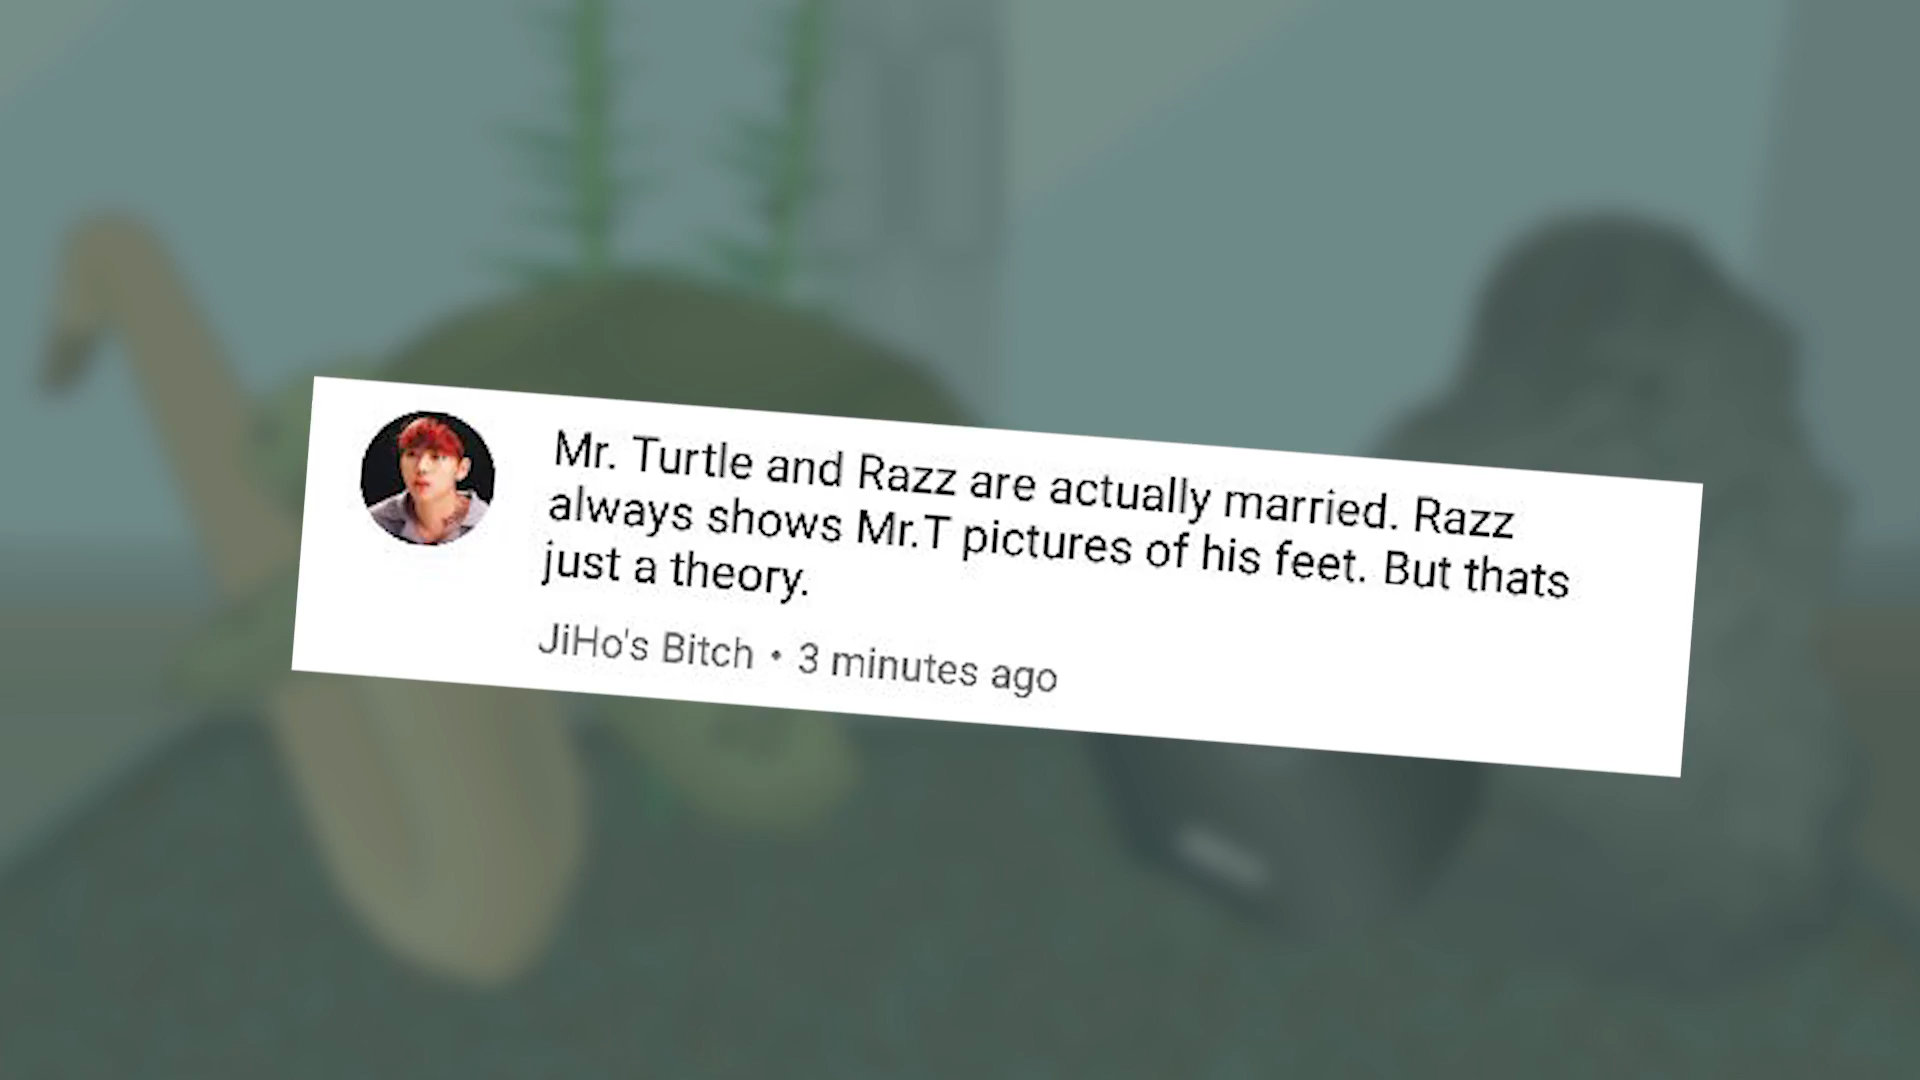 Mr. Turtle and Razz are actually married. Razz
always shows Mr.T pictures of his feet. But thats
just a theory.
JiHo's Bitch • 3 minutes ago